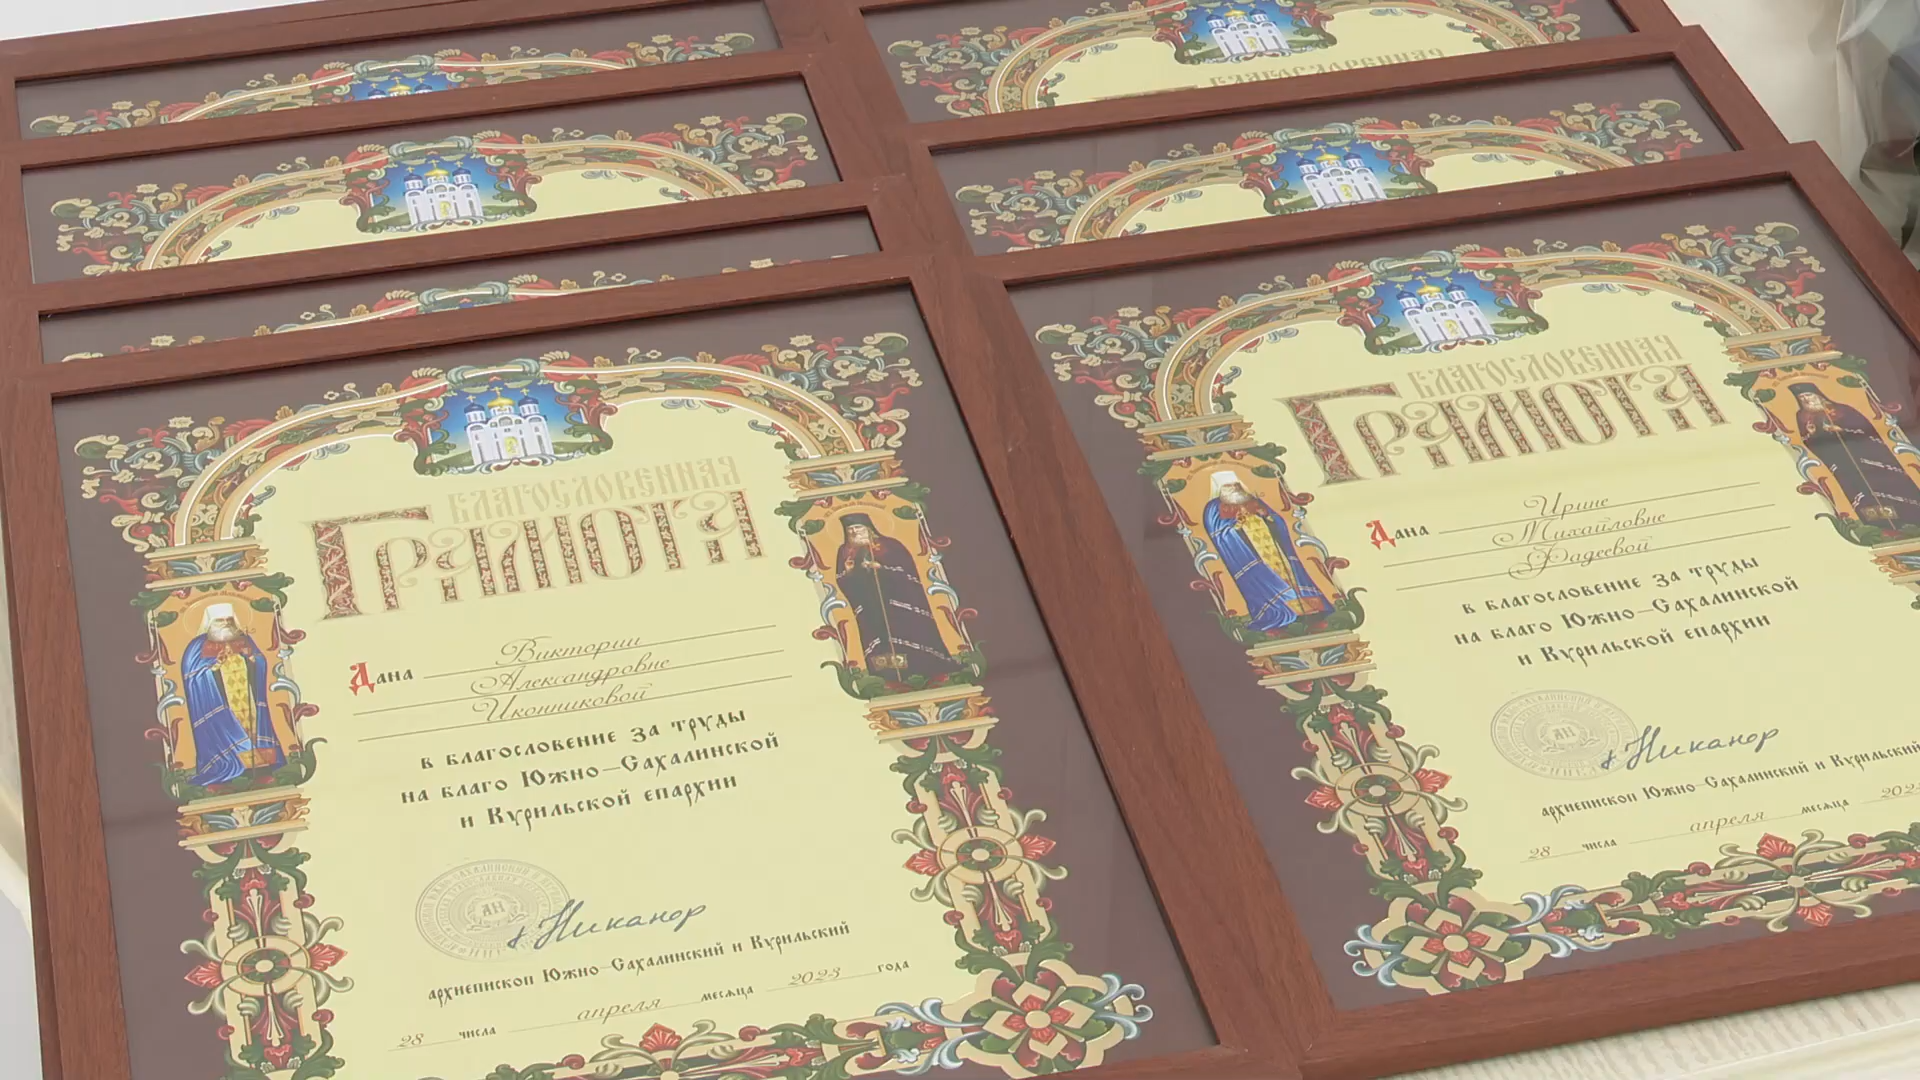 Благословенная
Благословенная
Грамота
Дана Виктории
Александровне
Иконниковой
в благословение за труды
на благо Южно-Сахалинской
и Курильской епархии
+Никанор
архиепископ Южно-Сахалинский и Курильский
28 числа апреля месяца 2023 года
Благословенная
Грамота
Дана Ирине
Михайловне
Фадеевой
в благословение за труды
на благо Южно-Сахалинской
и Курильской епархии
+Никанор
архиепископ Южно-Сахалинский и Курильский
28 числа апреля месяца